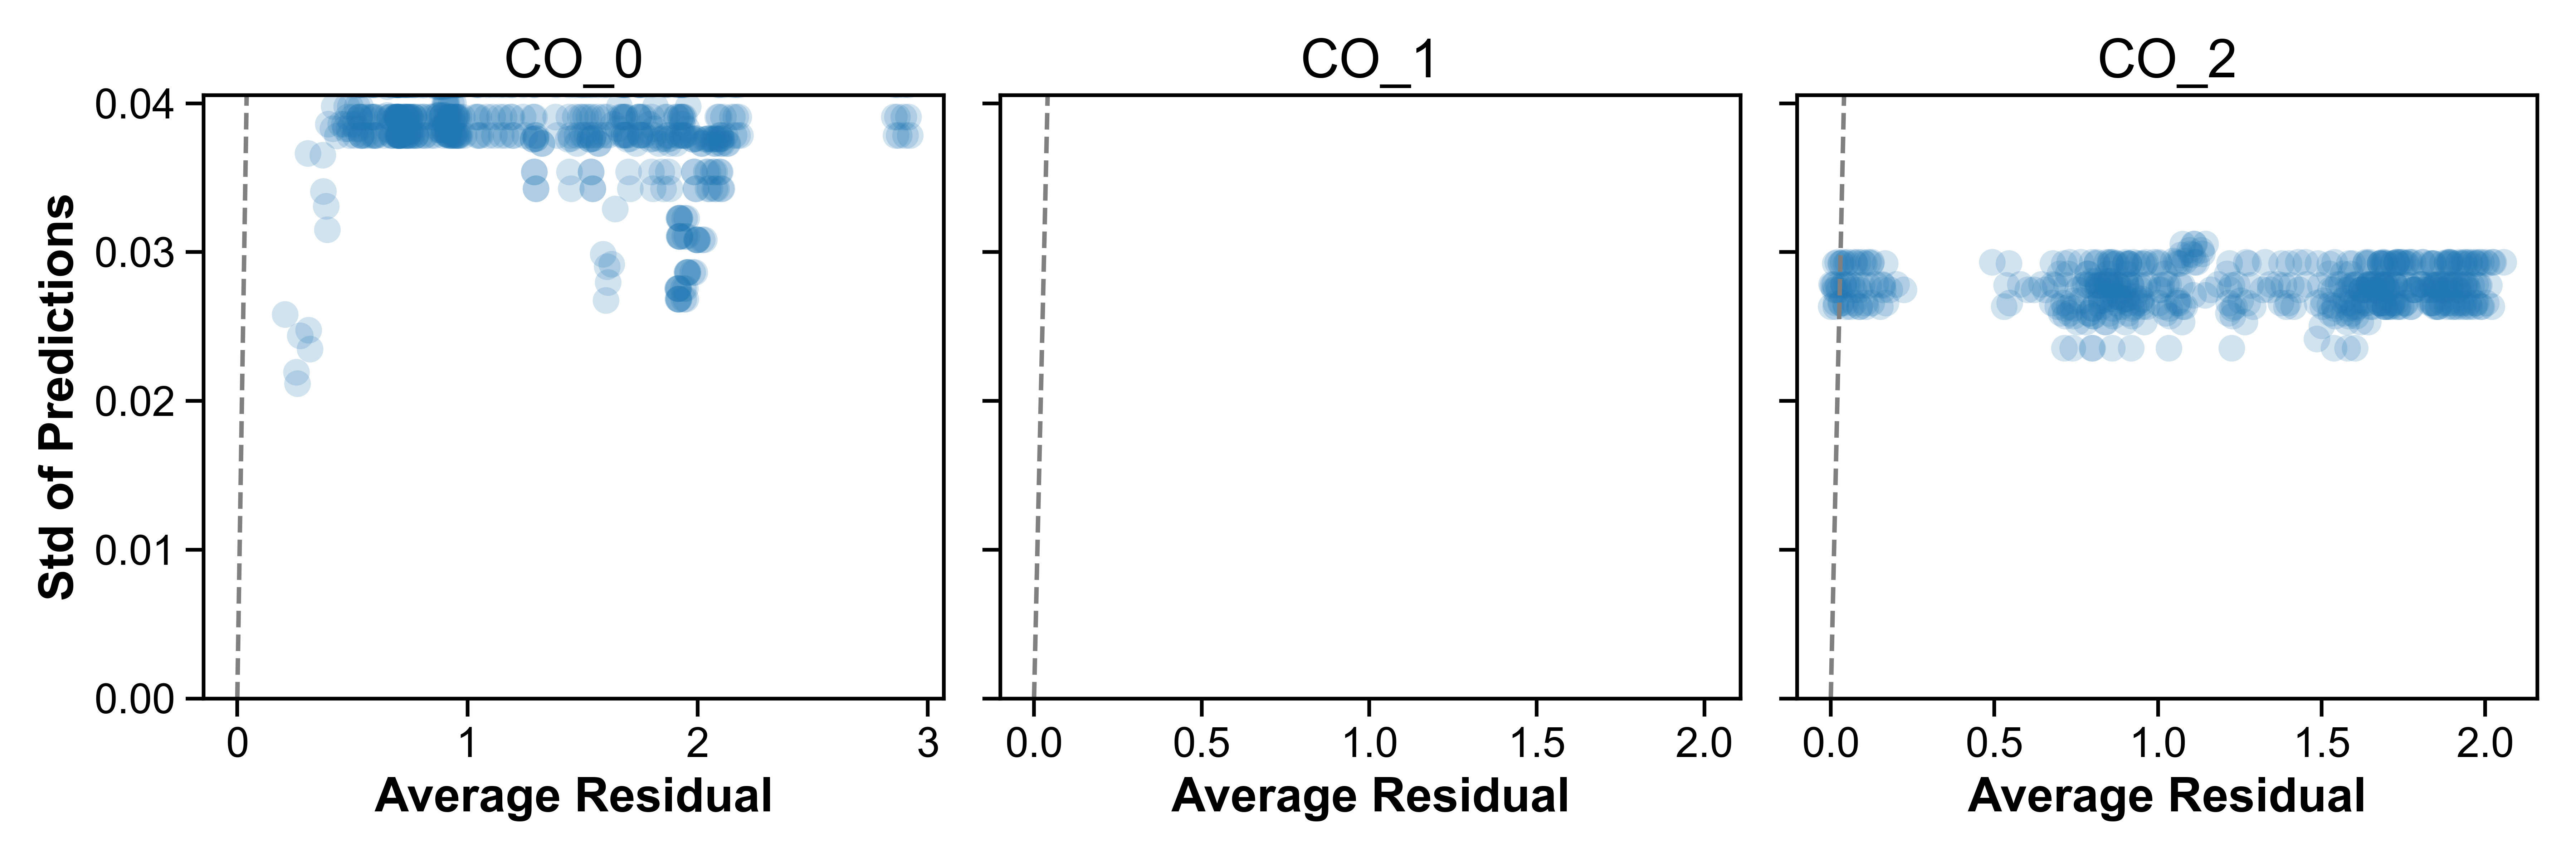 CO_0
CO_1
CO_2
Std of Predictions
0.04
0.03
0.02
0.01
0.00
0 1 2 3
0.0 0.5 1.0 1.5 2.0
0.0 0.5 1.0 1.5 2.0
Average Residual
Average Residual
Average Residual